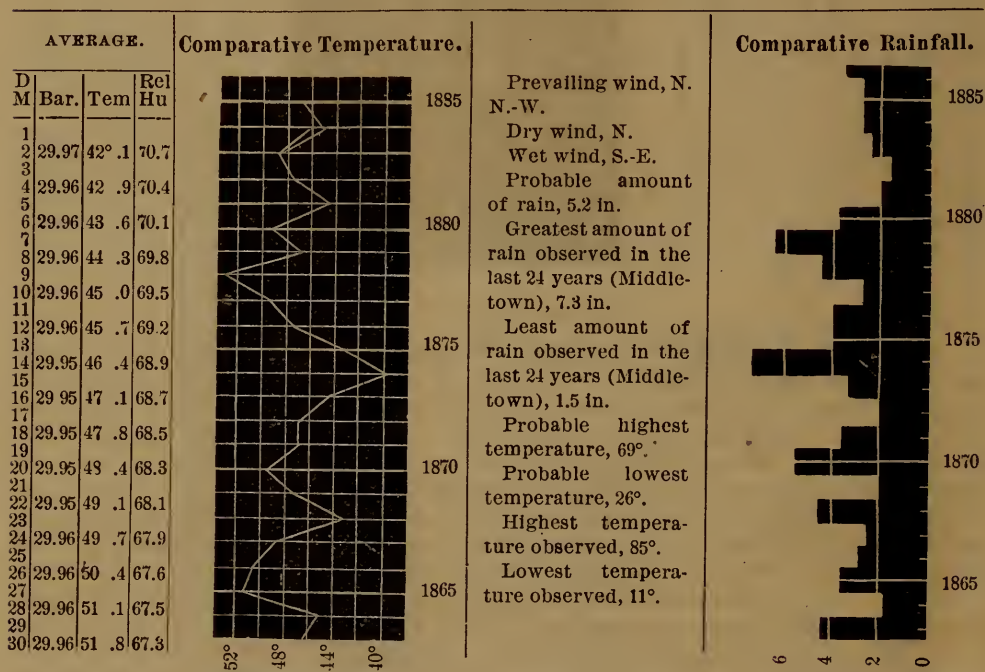 AVERAGE.
D M Bar. Tem Rel Hu
1
2 29.97 42° .1 70.7
3
4 29.96 42 .9 70.4
5
6 29.96 43 .6 70.1
7
8 29.96 44 .3 69.8
9
10 29.96 45 .0 69.5
11
12 29.96 45 .7 69.2
13
14 29.95 46 .4 68.9
15
16 29 95 47 .1 68.7
17
18 29.95 47 .8 68.5
19
20 29.95 48 .4 68.3
21
22 29.95 49 .1 68.1
23
24 29.96 49 .7 67.9
25
26 29.96 50 .4 67.6
27
28 29.96 51 .1 67.5
29
30 29.96 51 .8 67.3
Comparative Temperature.
1885
1880
1875
1870
1865
52° 48° 44° 40°
Prevailing wind, N.
N.-W.
Dry wind, N.
Wet wind, S.-E.
Probable amount
of rain, 5.2 in.
Greatest amount of
rain observed in the
last 24 years (Middle-
town), 7.3 in.
Least amount of
rain observed in the
last 24 years (Middle-
town), 1.5 in.
Probable highest
temperature, 69°.
Probable lowest
temperature, 26°.
Highest tempera-
ture observed, 85°.
Lowest tempera-
ture observed, 11°.
Comparative Rainfall.
1885
1880
1875
1870
1865
6 4 2 0